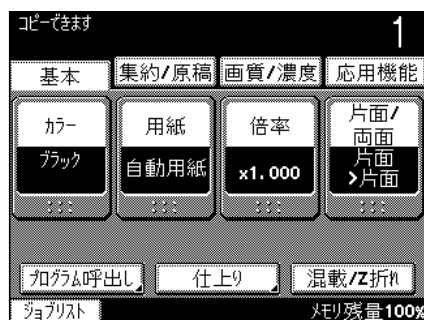 コピーできます
1
基本 集約/原稿 画質/濃度 応用機能
カラー 用紙 倍率 片面/両面
ブラック 自動用紙 x1.000 片面>片面
プログラム呼出し 仕上り 混載/Z折れ
ジョブリスト メモリ残量100%